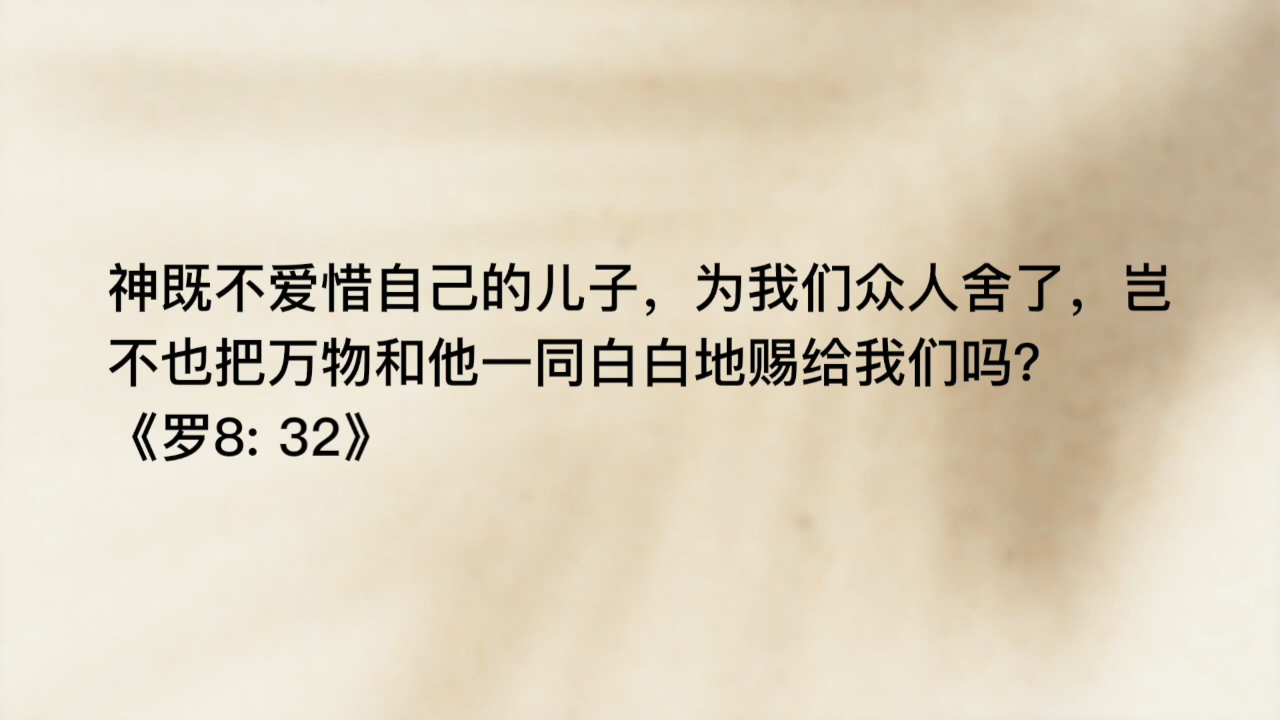 神既不爱惜自己的儿子，为我们众人舍了，岂
不也把万物和他一同白白地赐给我们吗？
《罗8：32》